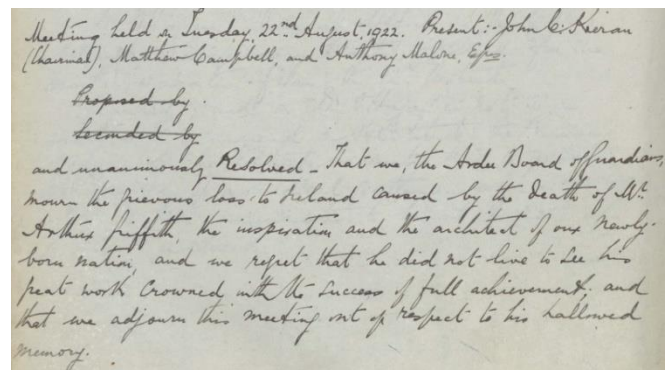 Meeting held on Tuesday, 22nd August, 1922. Present:- John C. Kieran
(Chairman), Matthew Campbell, and Anthony Malone, Eqrs.
Proposed by.
Seconded by
and unanimously Resolved - That we, the Ardee Board of Guardians,
mourn the grievous loss to Ireland caused by the death of Mr.
Arthur Griffith, the inspiration and the architect of our newly-
born nation, and we regret that he did not live to see his
great work crowned with the success of full achievement; and
that we adjourn this meeting out of respect to his hallowed
memory.